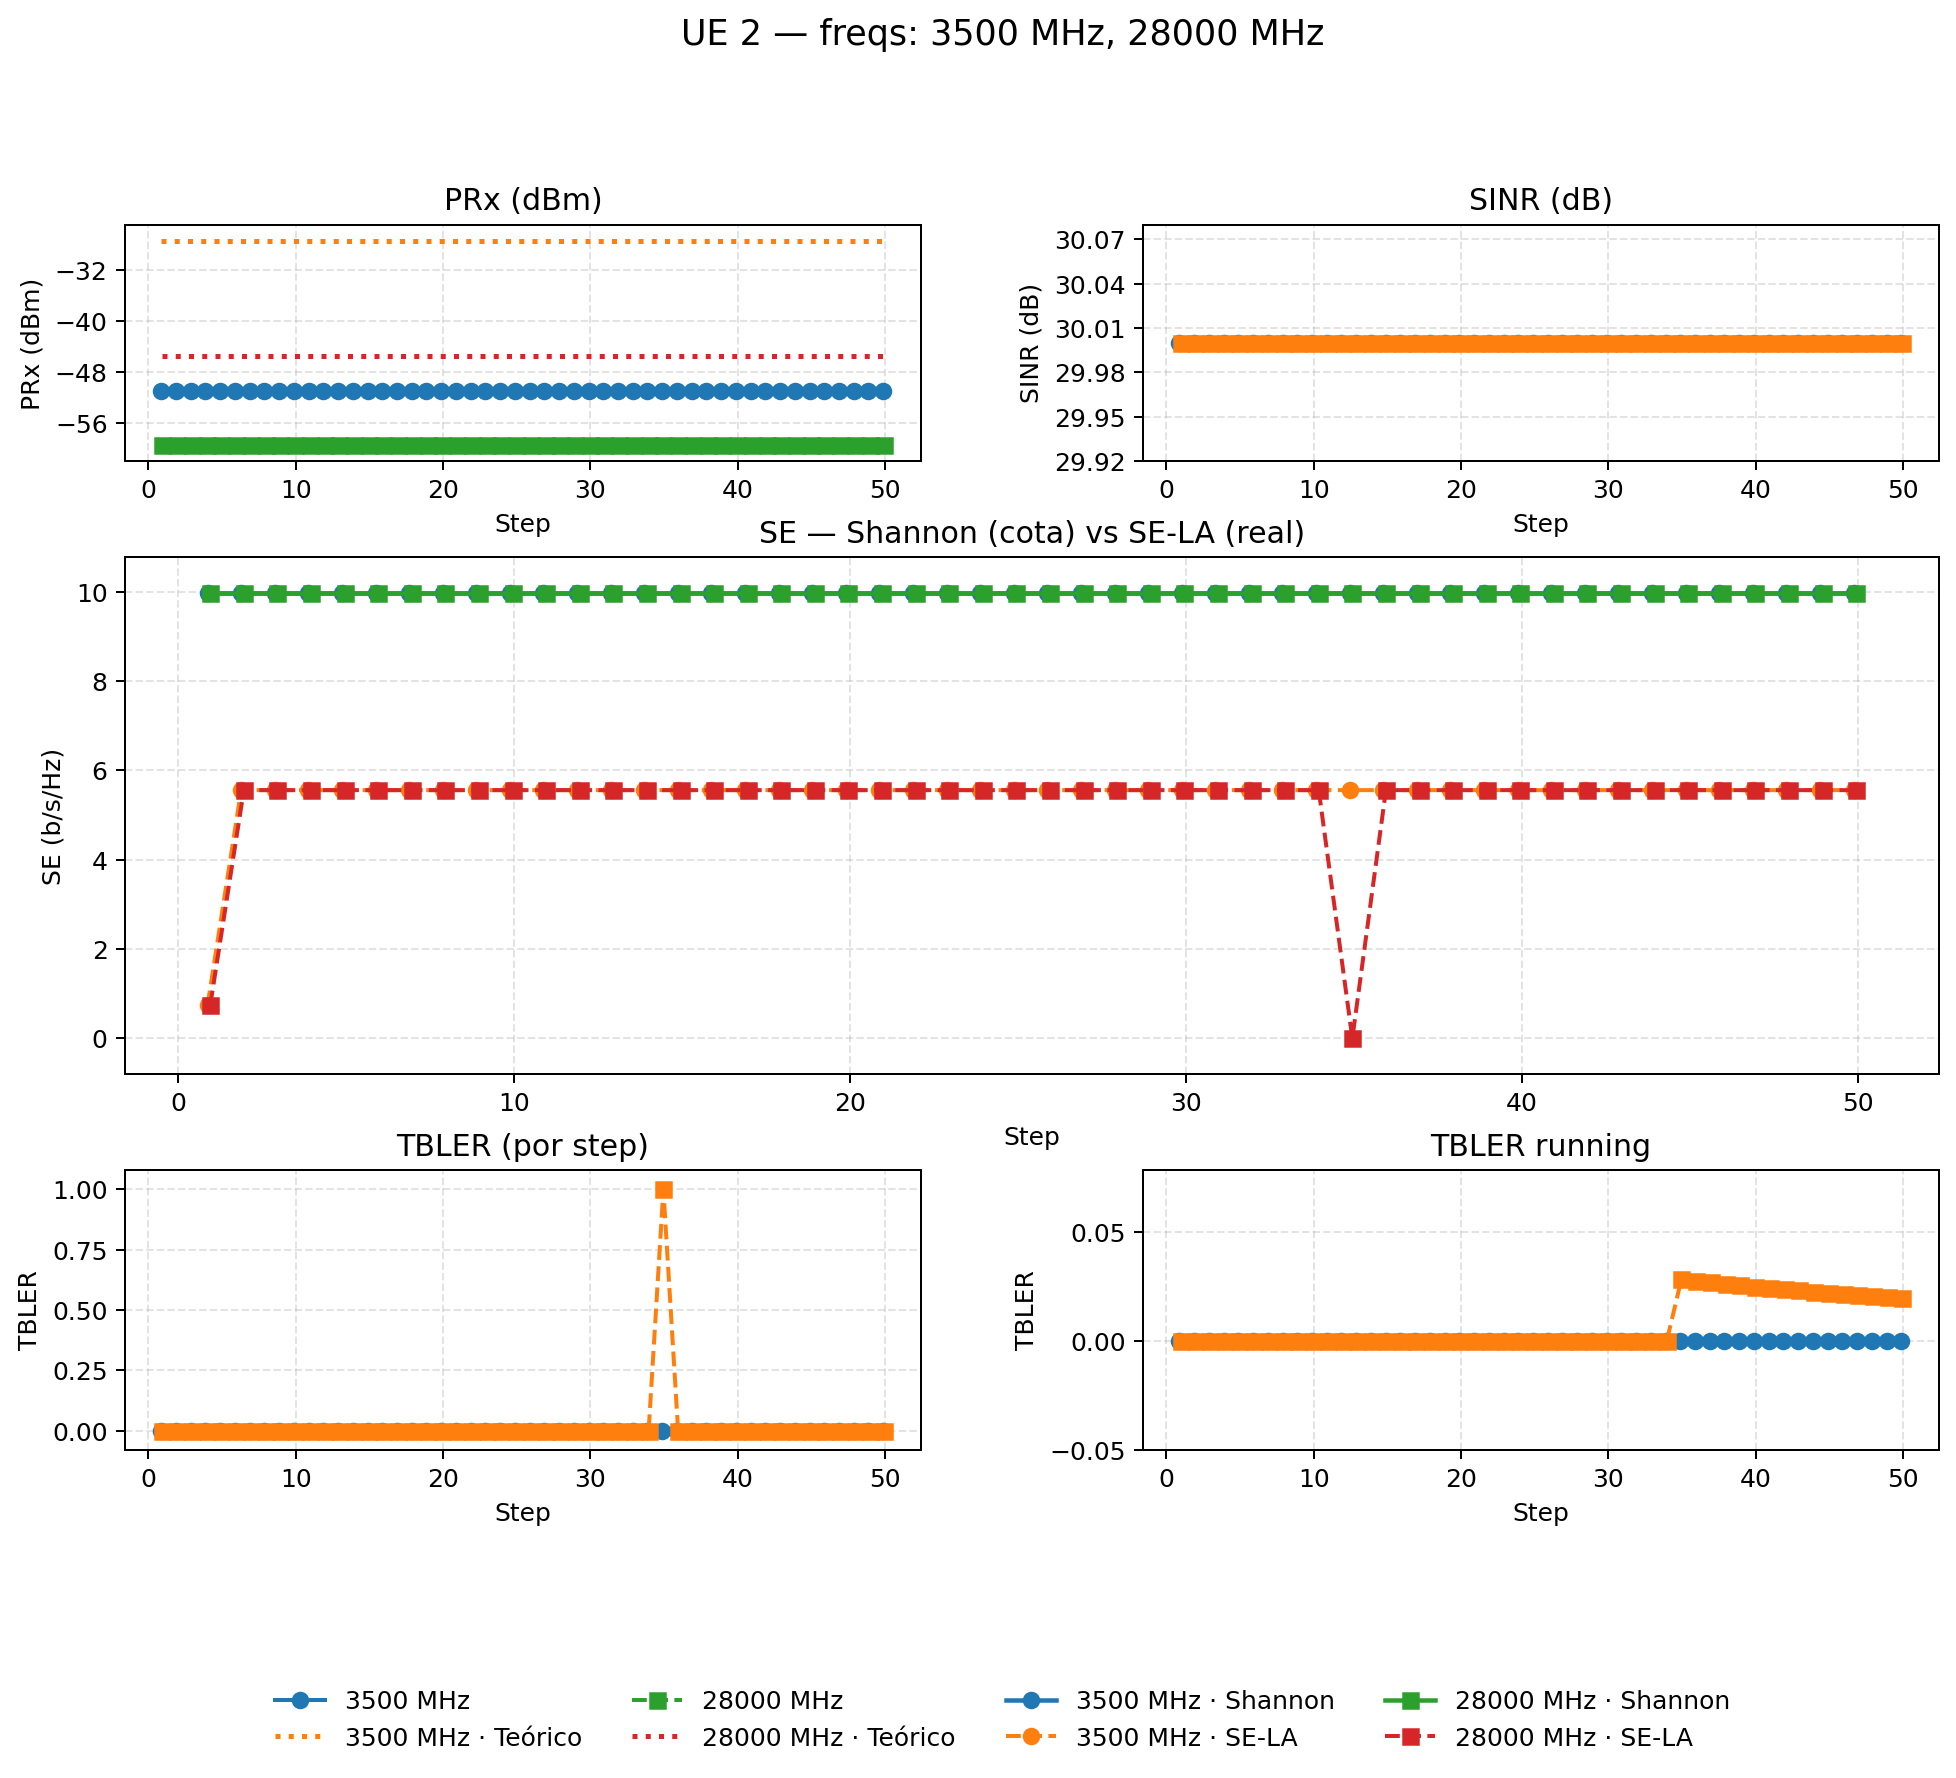 UE 2 — freqs: 3500 MHz, 28000 MHz
PRx (dBm)
PRx (dBm)
−32
−40
−48
−56
0 10 20 30 40 50
Step
SINR (dB)
SINR (dB)
30.07
30.04
30.01
29.98
29.95
29.92
0 10 20 30 40 50
Step
SE — Shannon (cota) vs SE-LA (real)
SE (b/s/Hz)
10
8
6
4
2
0
0 10 20 30 40 50
Step
TBLER (por step)
TBLER
1.00
0.75
0.50
0.25
0.00
0 10 20 30 40 50
Step
TBLER running
TBLER
0.05
0.00
−0.05
0 10 20 30 40 50
Step
3500 MHz 28000 MHz 3500 MHz · Shannon 28000 MHz · Shannon
3500 MHz · Teórico 28000 MHz · Teórico 3500 MHz · SE-LA 28000 MHz · SE-LA